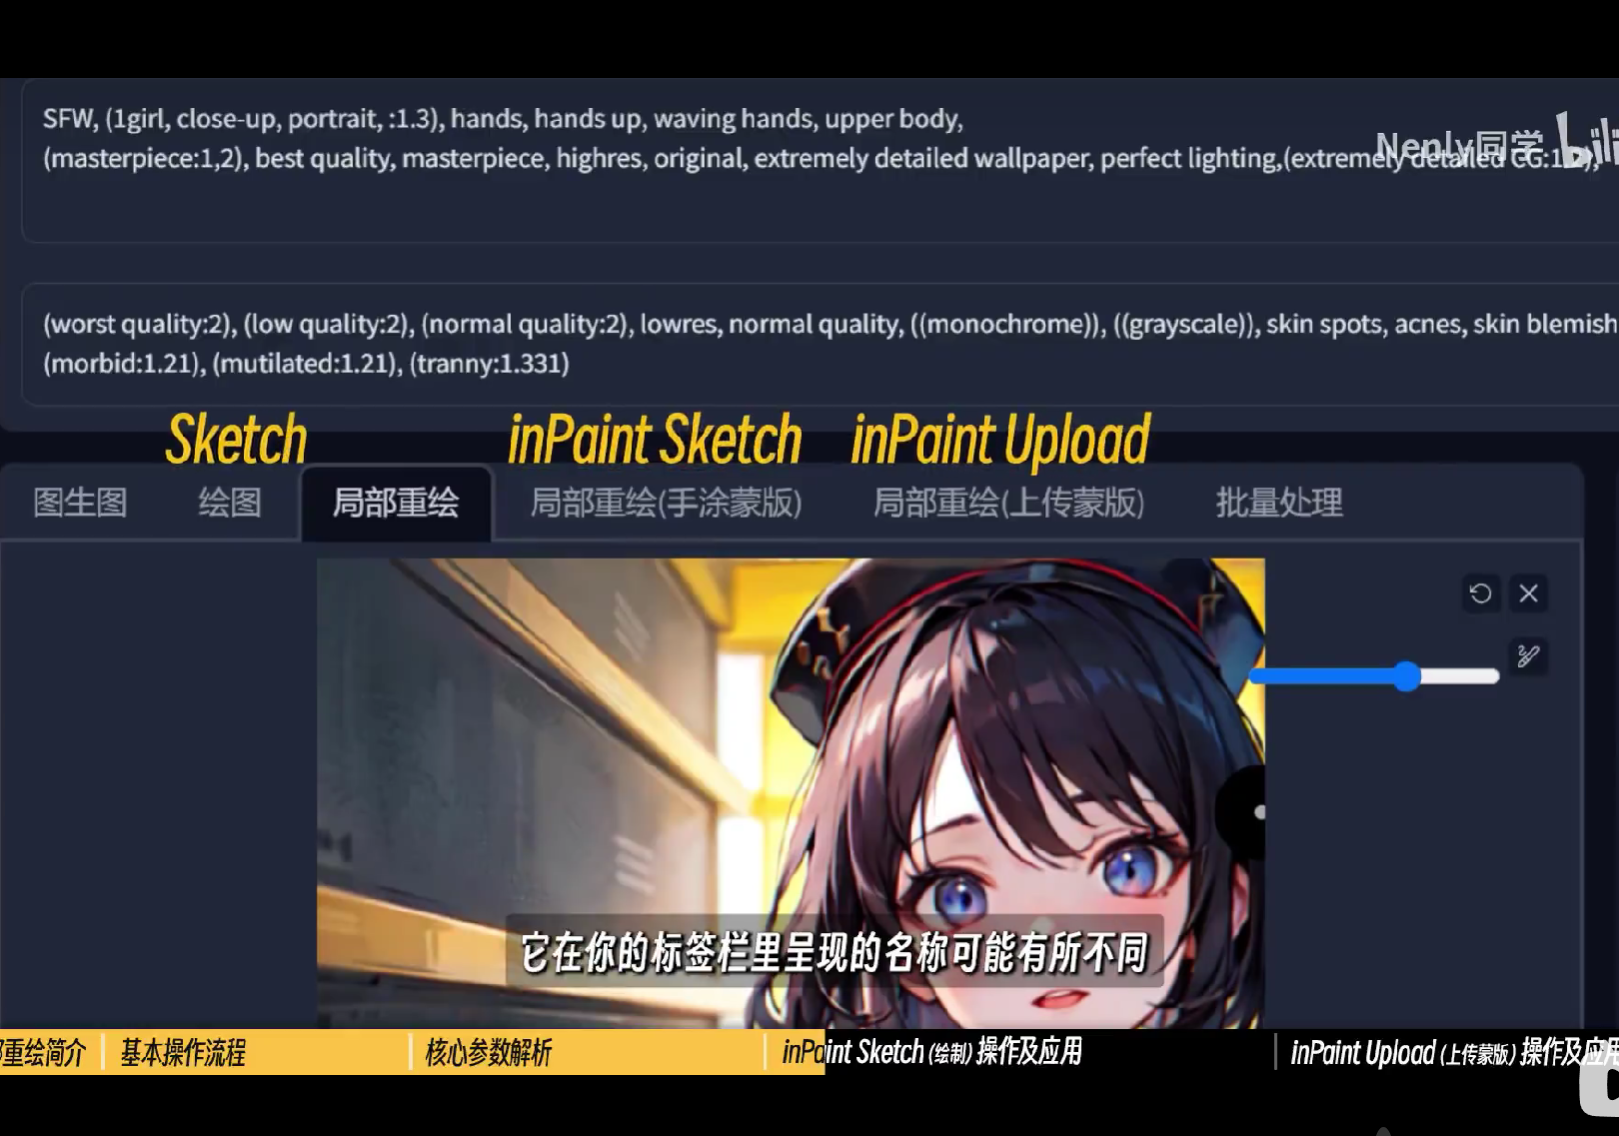 SFW, (1girl, close-up, portrait, :1.3), hands, hands up, waving hands, upper body,
(masterpiece:1,2), best quality, masterpiece, highres, original, extremely detailed wallpaper, perfect lighting,(extremely detailed CG:1.2),
Nenly同学 bili
(worst quality:2), (low quality:2), (normal quality:2), lowres, normal quality, ((monochrome)), ((grayscale)), skin spots, acnes, skin blemish
(morbid:1.21), (mutilated:1.21), (tranny:1.331)
Sketch inPaint Sketch inPaint Upload
图生图 绘图 局部重绘 局部重绘(手涂蒙版) 局部重绘(上传蒙版) 批量处理
它在你的标签栏里呈现的名称可能有所不同
重绘简介 基本操作流程 核心参数解析 inPaint Sketch (绘制) 操作及应用 inPaint Upload (上传蒙版) 操作及应用